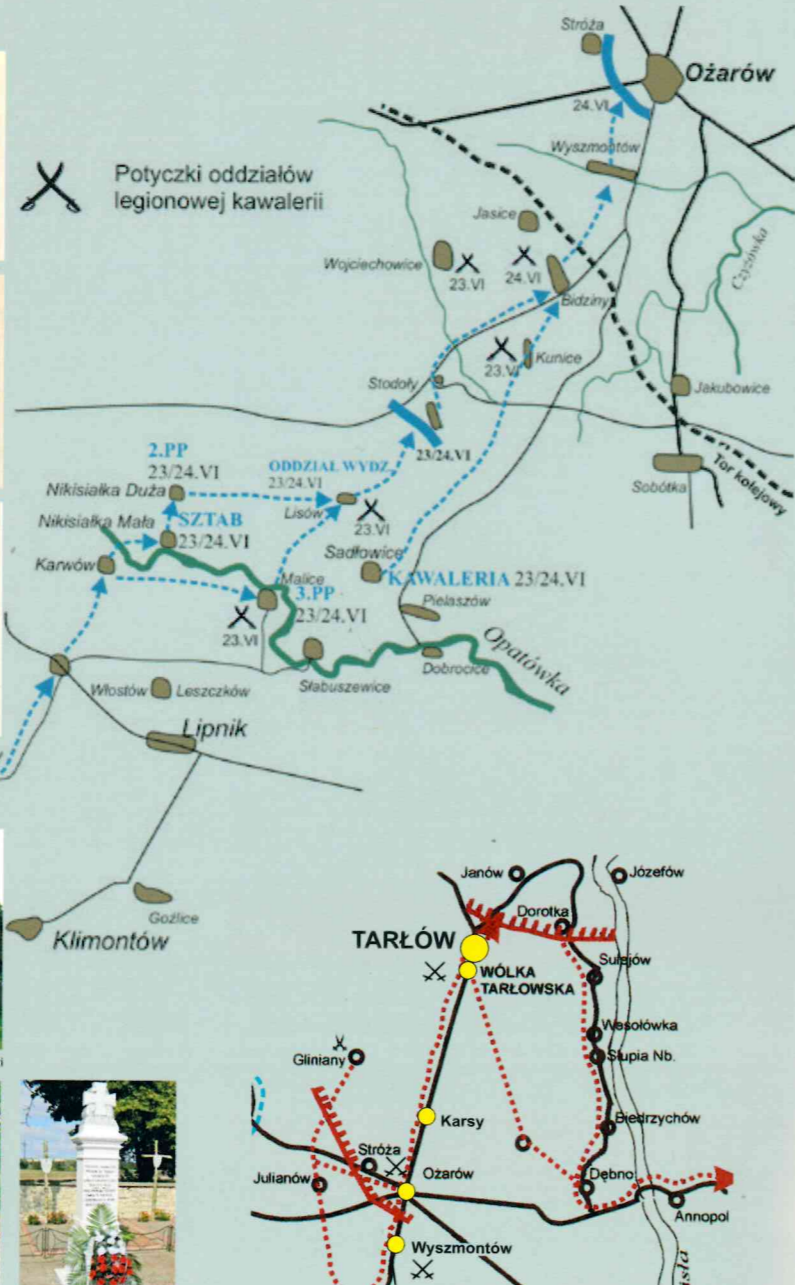 Stróża
Ożarów
24.VI
Wyszmontów
Potyczki oddziałów
legionowej kawalerii
Jasice
Wojciechowice
23.VI
24.VI
Czyżówka
Bidziny
Kunice
23.VI
Stodoły
Jakubowice
23/24.VI
2.PP
23/24.VI
ODDZIAŁ WYDZ.
23/24.VI
Tor kolejowy
Sobótka
Nikisiałka Duża
Lisów
Nikisiałka Mała
SZTAB
23/24.VI
23.VI
Sadłowice
Karwów
Malice
KAWALERIA 23/24.VI
3.PP
23/24.VI
Pielaszów
23.VI
Opatówka
Dobrocice
Włostów
Leszczków
Słabuszewice
Lipnik
Goźlice
Klimontów
Janów
Józefów
Dorotka
TARŁÓW
WÓLKA
TARŁOWSKA
Sulejów
Wesołówka
Słupia Nb.
Gliniany
Karsy
Biedrzychów
Stróża
Julianów
Ożarów
Dębno
Annopol
Wyszmontów
sła